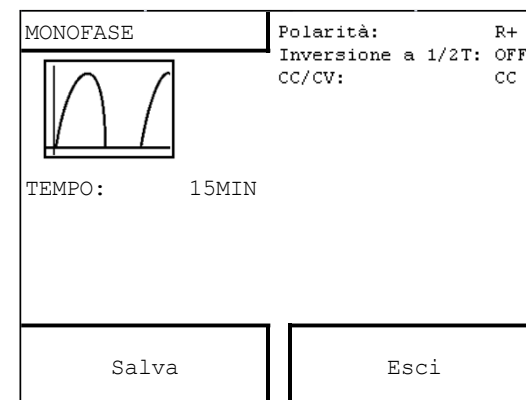 MONOFASE
TEMPO: 15MIN
Polarità: R+
Inversione a 1/2T: OFF
CC/CV: CC
Salva
Esci